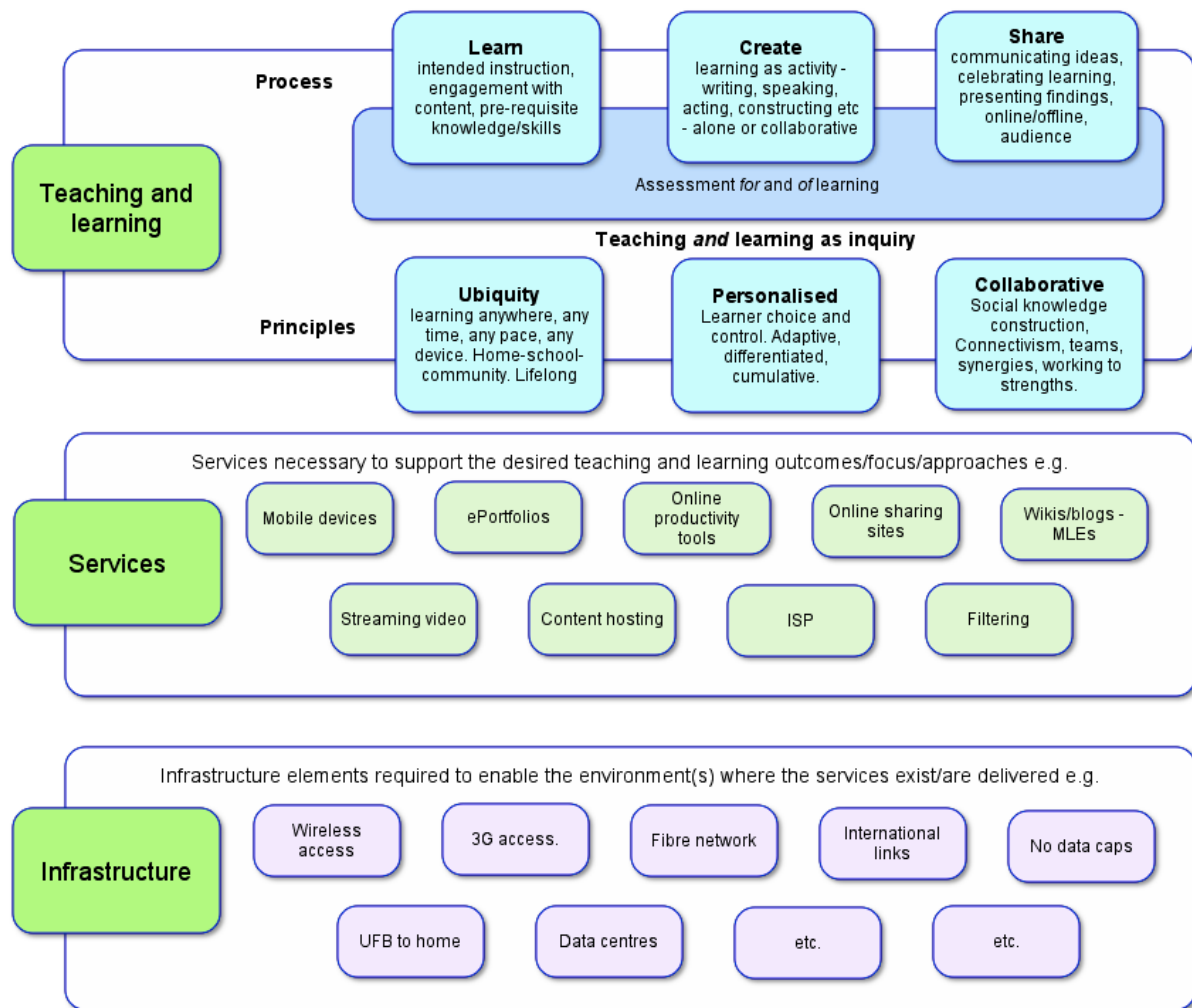 Process
Learn
intended instruction,
engagement with
content, pre-requisite
knowledge/skills
Create
learning as activity -
writing, speaking,
acting, constructing etc
- alone or collaborative
Share
communicating ideas,
celebrating learning,
presenting findings,
online/offline,
audience
Assessment for and of learning
Teaching and
learning
Teaching and learning as inquiry
Principles
Ubiquity
learning anywhere, any
time, any pace, any
device. Home-school-
community. Lifelong
Personalised
Learner choice and
control. Adaptive,
differentiated,
cumulative.
Collaborative
Social knowledge
construction,
Connectivism, teams,
synergies, working to
strengths.
Services
Services necessary to support the desired teaching and learning outcomes/focus/approaches e.g.
Mobile devices
ePortfolios
Online
productivity
tools
Online sharing
sites
Wikis/blogs -
MLEs
Streaming video
Content hosting
ISP
Filtering
Infrastructure
Infrastructure elements required to enable the environment(s) where the services exist/are delivered e.g.
Wireless
access
3G access.
Fibre network
International
links
No data caps
UFB to home
Data centres
etc.
etc.